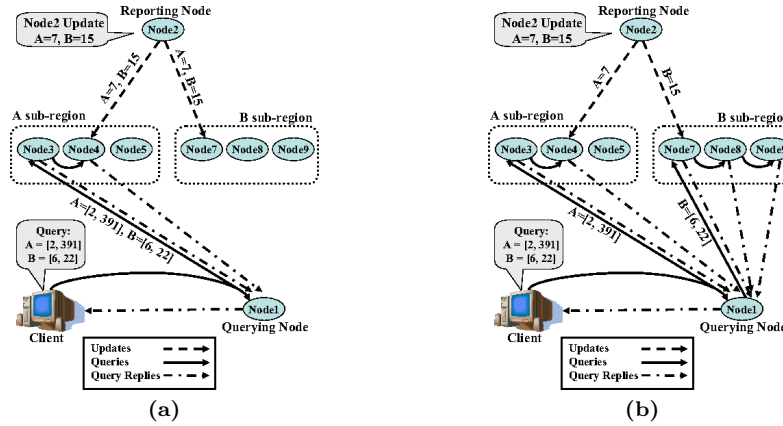 Reporting Node
Node2 Update
A=7, B=15
Node2
A=7, B=15
A=7, B=15
A sub-region
B sub-region
Node3
Node4
Node5
Node7
Node8
Node9
A=[2, 391], B=[6, 22]
Query:
A = [2, 391]
B = [6, 22]
Node1
Client
Querying Node
Updates
Queries
Query Replies
(a)
Reporting Node
Node2 Update
A=7, B=15
Node2
A=7
B=15
A sub-region
B sub-region
Node3
Node4
Node5
Node7
Node8
Node9
A=[2, 391]
B=[6, 22]
Query:
A = [2, 391]
B = [6, 22]
Node1
Client
Querying Node
Updates
Queries
Query Replies
(b)